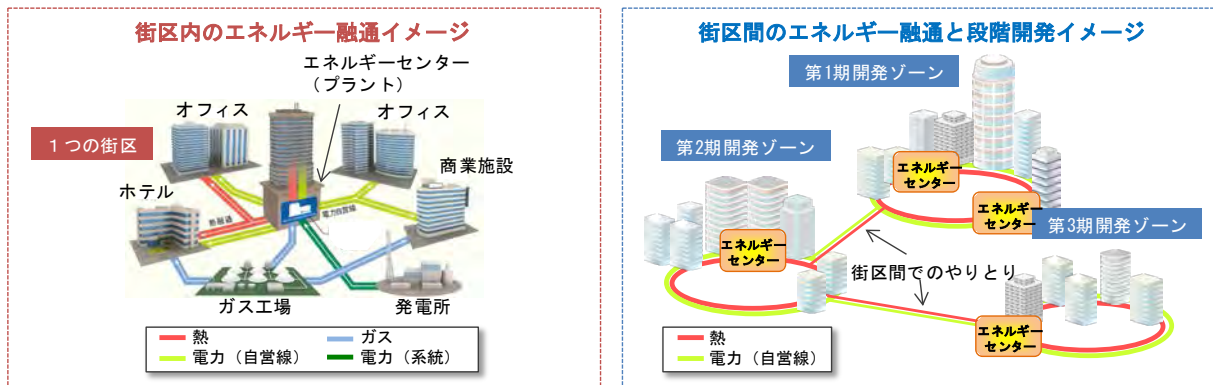 街区内のエネルギー融通イメージ
エネルギーセンター
（プラント）
オフィス
オフィス
１つの街区
商業施設
ホテル
熱融通
電力自営線
ガス工場
発電所
熱
ガス
電力（自営線）
電力（系統）
街区間のエネルギー融通と段階開発イメージ
第1期開発ゾーン
第2期開発ゾーン
エネルギー
センター
エネルギー
センター
第3期開発ゾーン
エネルギー
センター
街区間でのやりとり
エネルギー
センター
熱
電力（自営線）